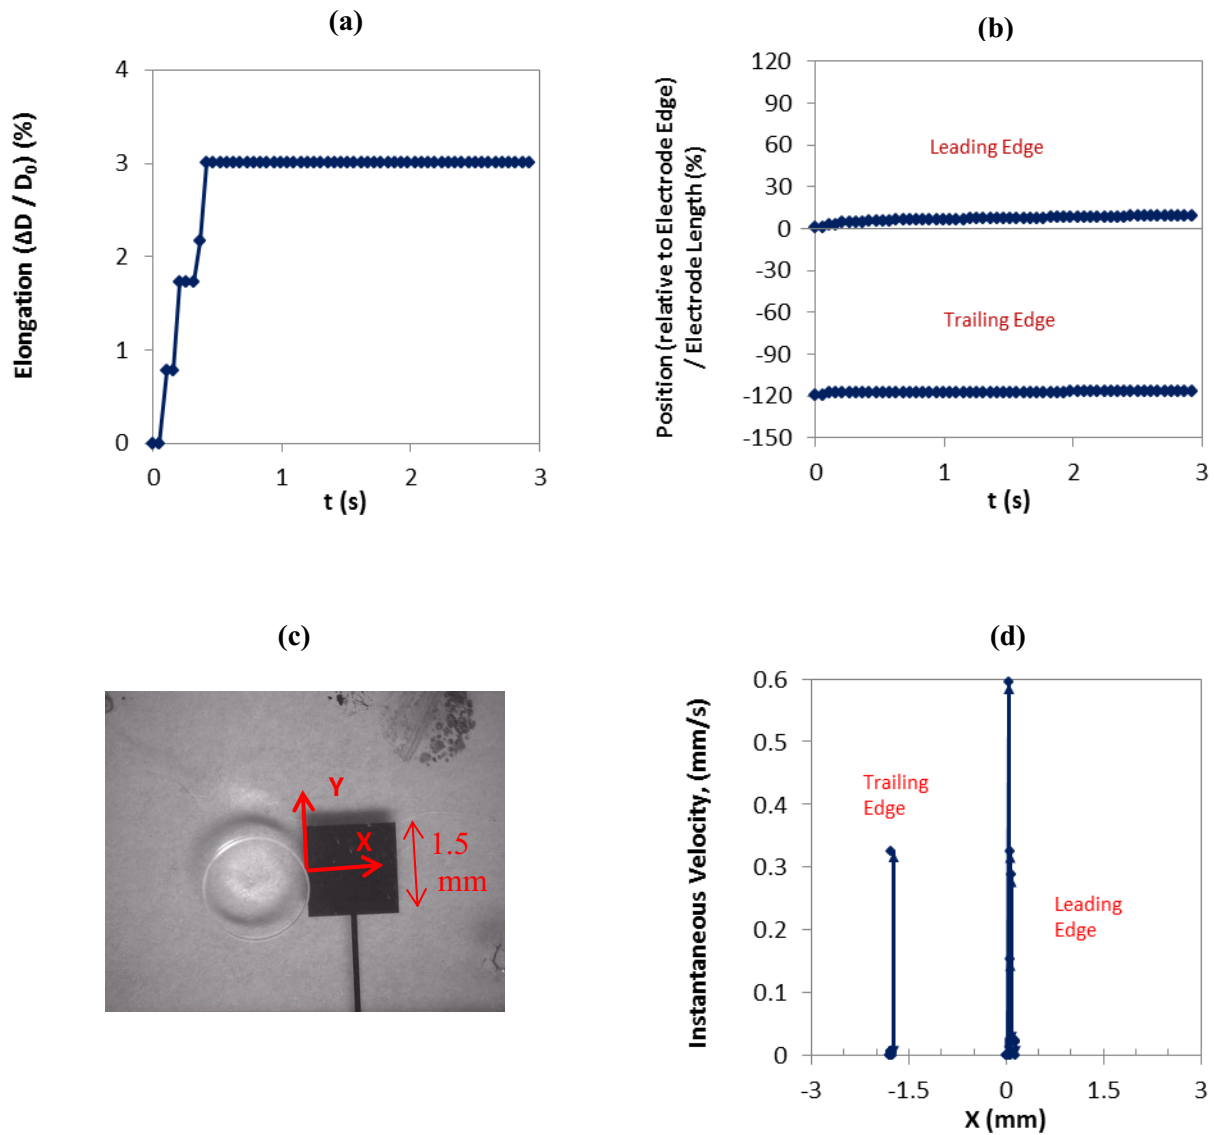 (a)
4
3
2
1
0
0 1 2 3
Elongation (ΔD / D₀) (%)
t (s)
(b)
120
90
60
30
0
-30
-60
-90
-120
-150
0 1 2 3
Position (relative to Electrode Edge)
/ Electrode Length (%)
Leading Edge
Trailing Edge
t (s)
(c)
Y
X
1.5
mm
(d)
0.6
0.5
0.4
0.3
0.2
0.1
0
-3 -1.5 0 1.5 3
Instantaneous Velocity, (mm/s)
Trailing
Edge
Leading
Edge
X (mm)